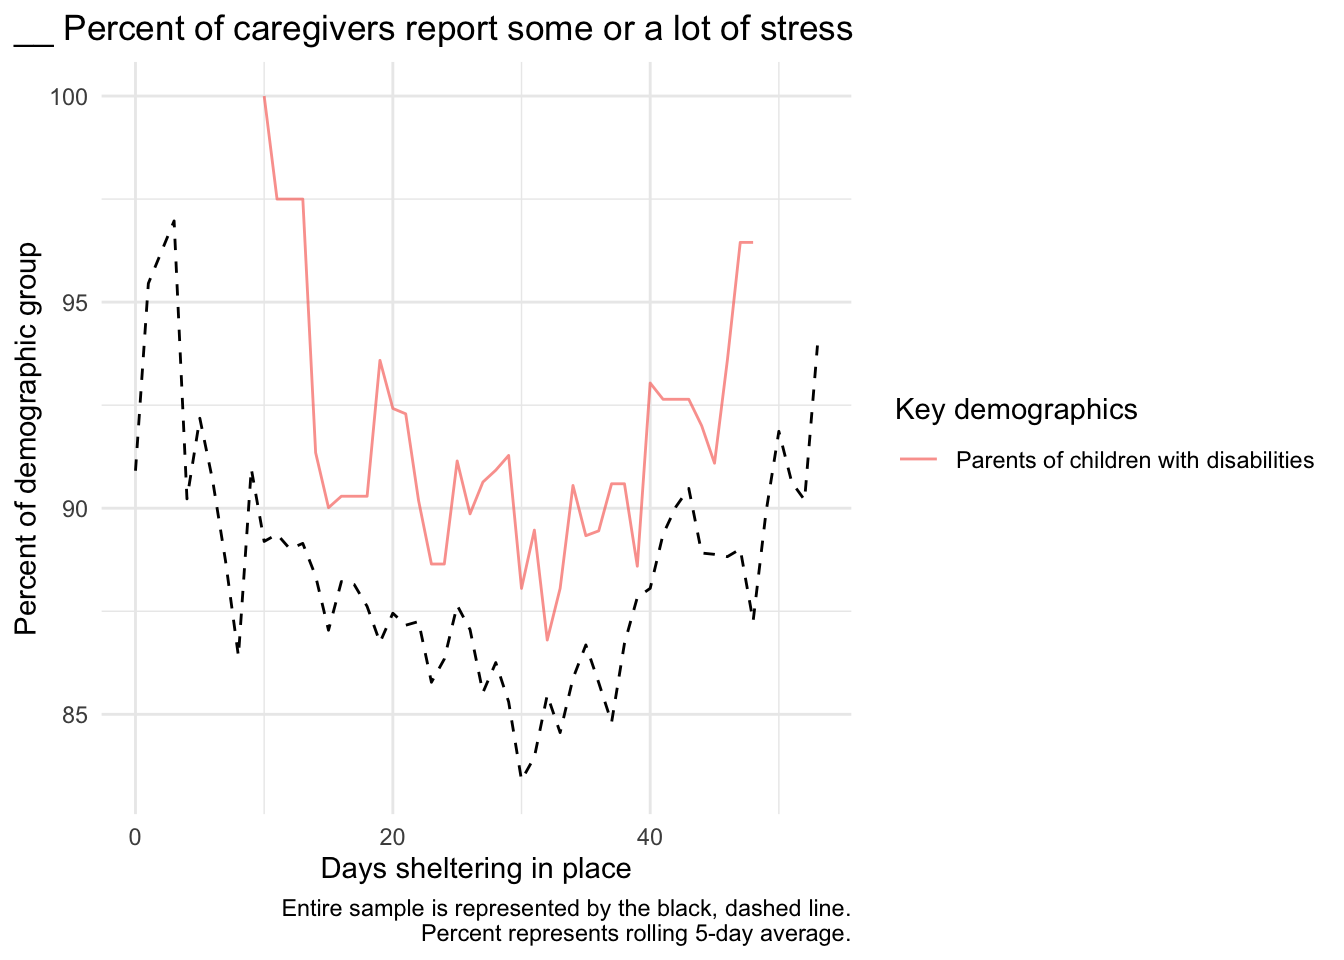 __ Percent of caregivers report some or a lot of stress
Percent of demographic group
100
95
90
85
0
20
40
Days sheltering in place
Entire sample is represented by the black, dashed line.
Percent represents rolling 5-day average.
Key demographics
Parents of children with disabilities